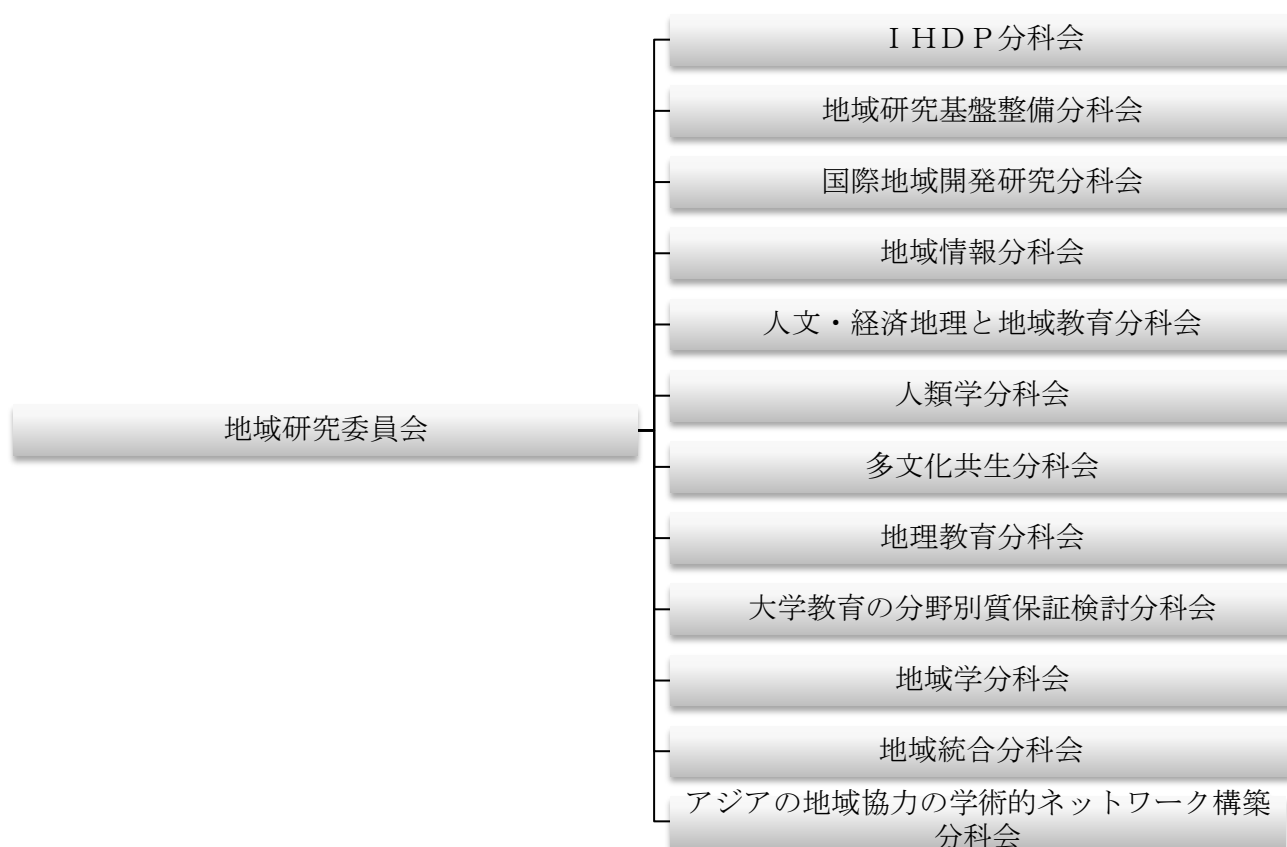 地域研究委員会
ＩＨＤＰ分科会
地域研究基盤整備分科会
国際地域開発研究分科会
地域情報分科会
人文・経済地理と地域教育分科会
人類学分科会
多文化共生分科会
地理教育分科会
大学教育の分野別質保証検討分科会
地域学分科会
地域統合分科会
アジアの地域協力の学術的ネットワーク構築
分科会